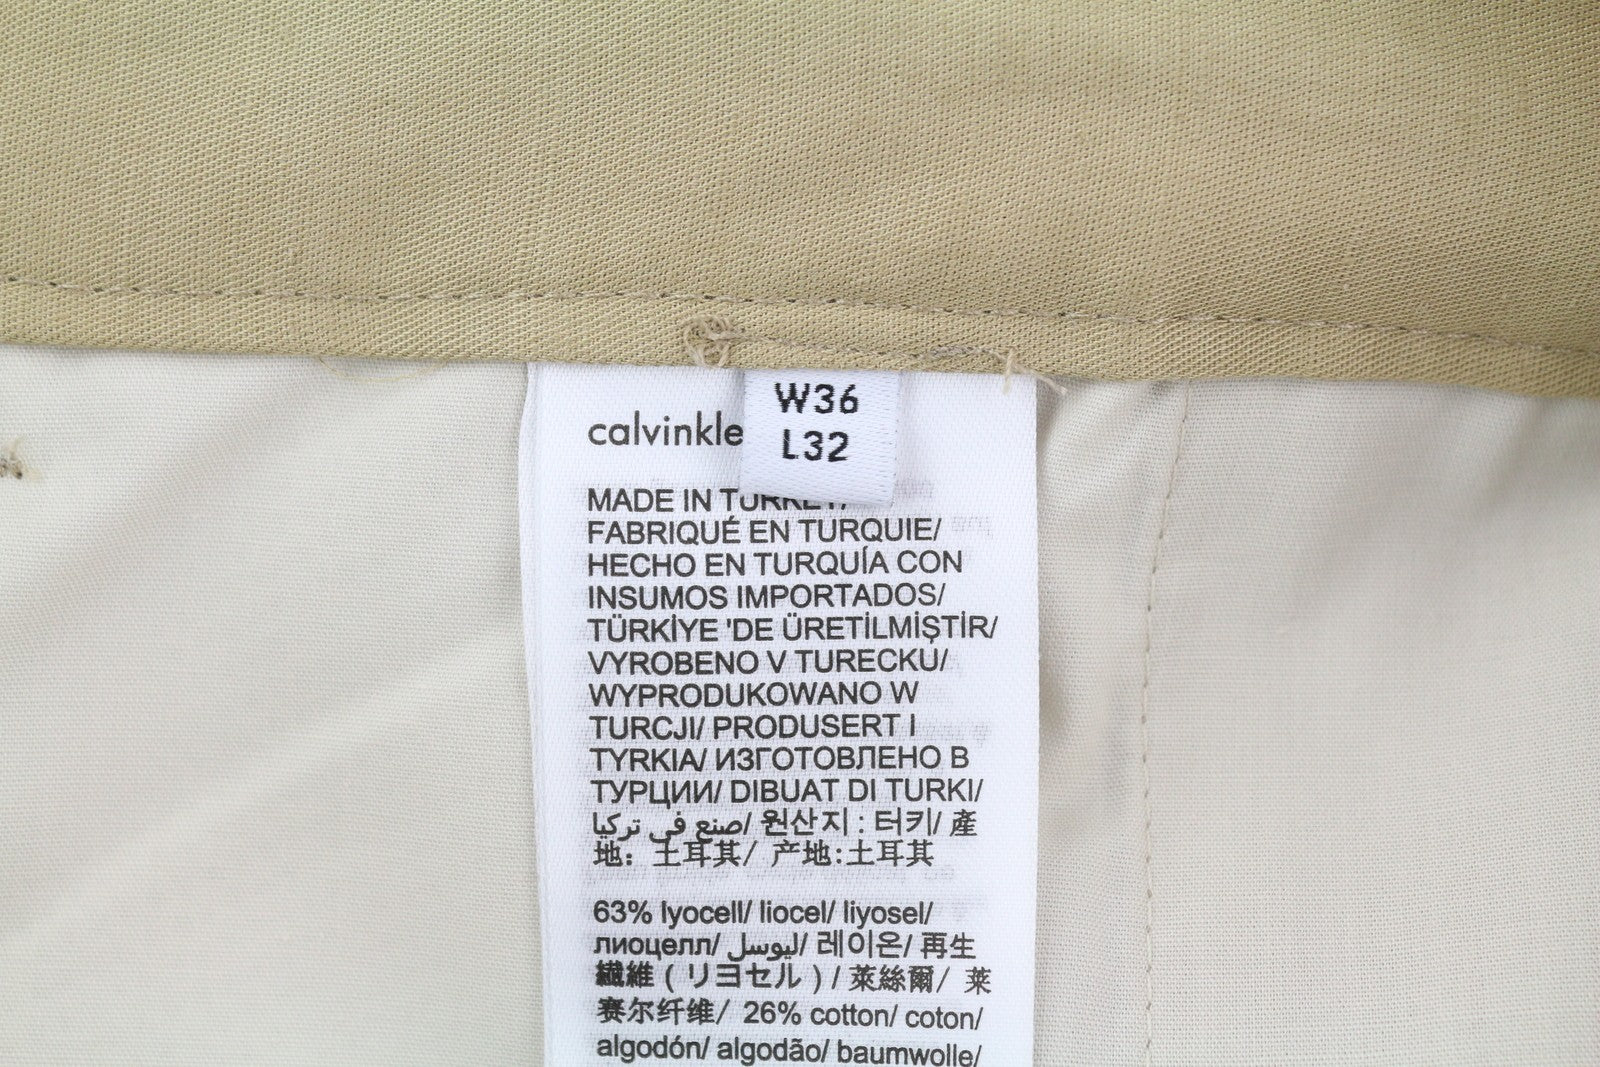 W36
L32
calvinkle
MADE IN TURKEY/
FABRIQUÉ EN TURQUIE/
HECHO EN TURQUÍA CON
INSUMOS IMPORTADOS/
TÜRKİYE 'DE ÜRETİLMİŞTİR/
VYROBENO V TURECKU/
WYPRODUKOWANO W
TURCJI/ PRODUSERT I
TYRKIA/ ИЗГОТОВЛЕНО В
ТУРЦИИ/ DIBUAT DI TURKI/
صنع في تركيا/ 원산지 : 터키/ 產
地：土耳其/ 产地:土耳其
63% lyocell/ liocel/ liyosel/
лиоцелл/ ليوسل/ 레이온/ 再生
繊維 ( リヨセル ) / 萊絲爾/ 莱
赛尔纤维/ 26% cotton/ coton/
algodón/ algodão/ baumwolle/